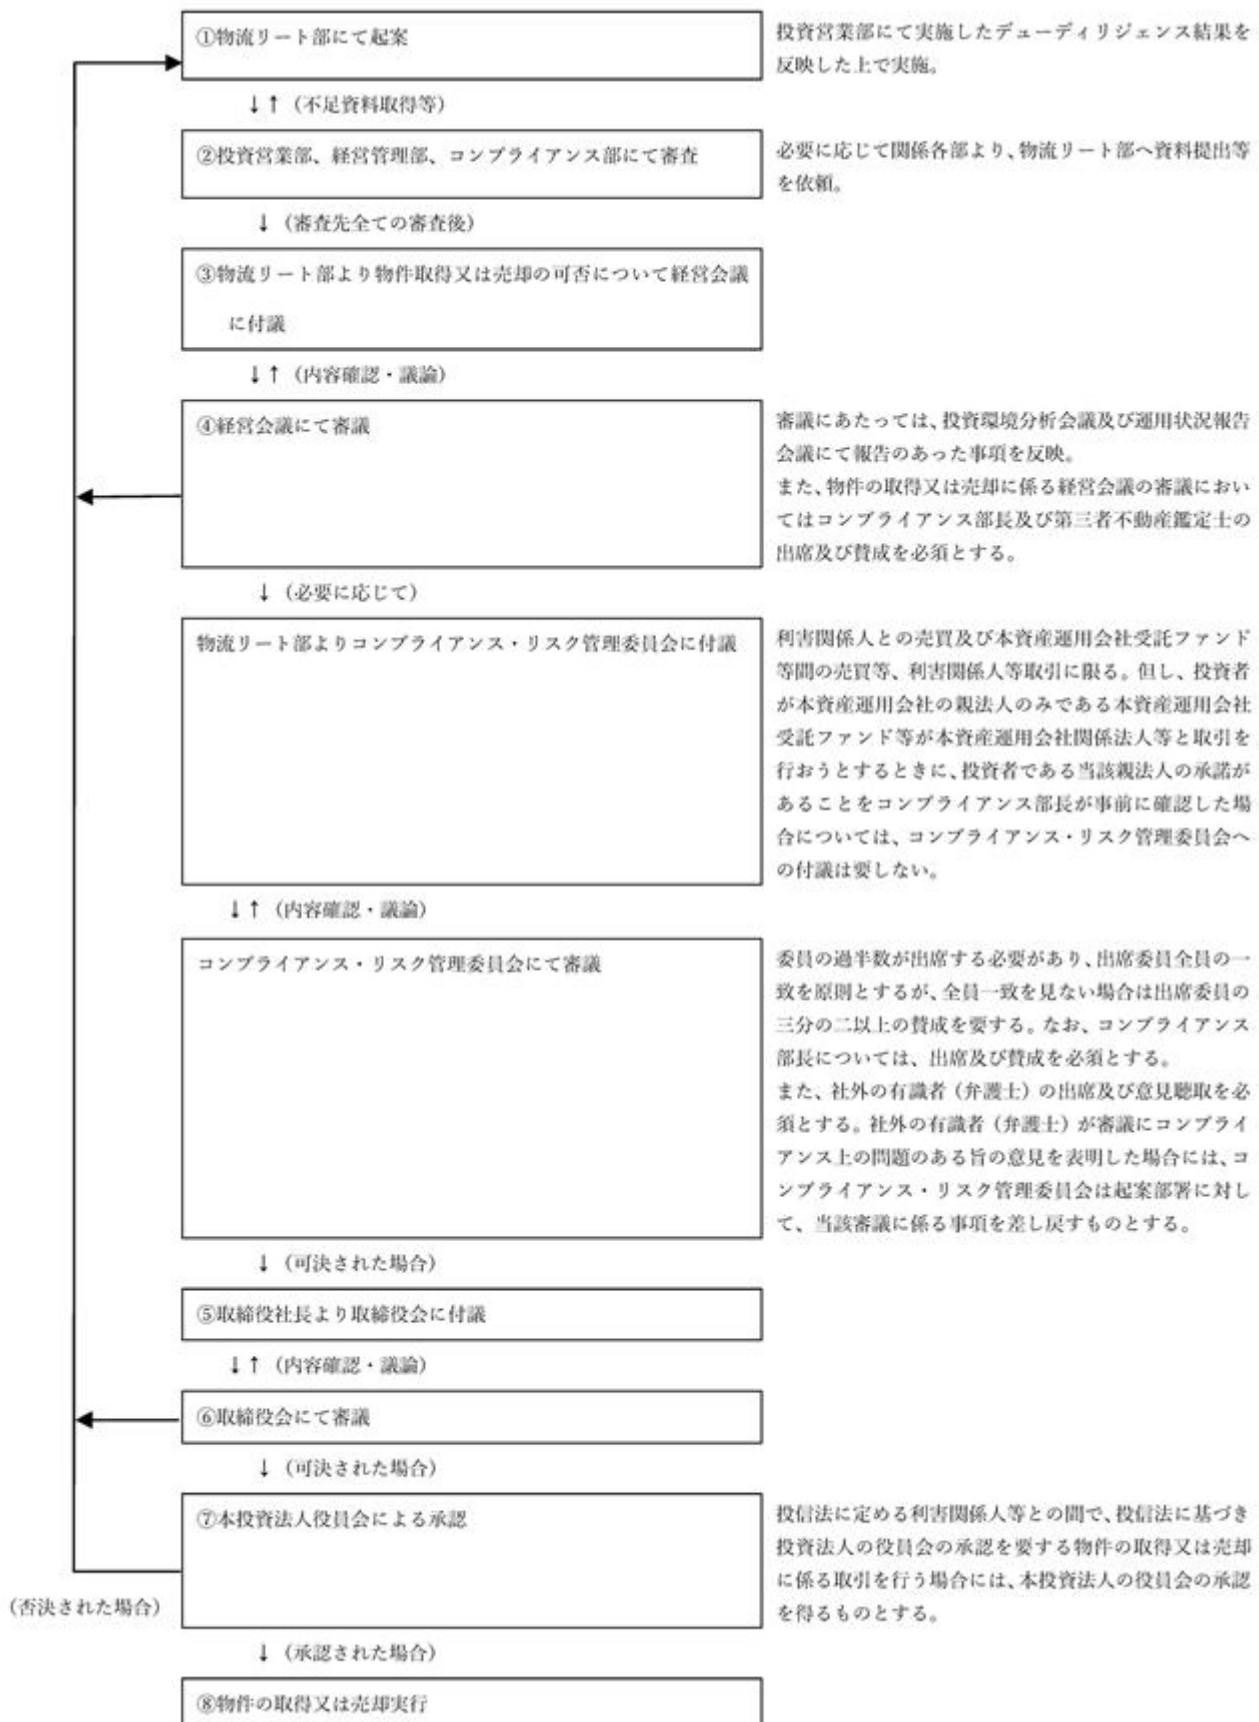 ①物流リート部にて起案
投資営業部にて実施したデューディリジェンス結果を
反映した上で実施。
↓↑（不足資料取得等）
②投資営業部、経営管理部、コンプライアンス部にて審査
必要に応じて関係各部より、物流リート部へ資料提出等
を依頼。
↓（審査先全ての審査後）
③物流リート部より物件取得又は売却の可否について経営会議
に付議
↓↑（内容確認・議論）
④経営会議にて審議
審議にあたっては、投資環境分析会議及び運用状況報告
会議にて報告のあった事項を反映。
また、物件の取得又は売却に係る経営会議の審議におい
てはコンプライアンス部長及び第三者不動産鑑定士の
出席及び賛成を必須とする。
↓（必要に応じて）
物流リート部よりコンプライアンス・リスク管理委員会に付議
利害関係人との売買及び本資産運用会社受託ファンド
等間の売買等、利害関係人等取引に限る。但し、投資者
が本資産運用会社の親法人のみである本資産運用会社
受託ファンド等が本資産運用会社関係法人等と取引を
行おうとするときに、投資者である当該親法人の承諾が
あることをコンプライアンス部長が事前に確認した場
合については、コンプライアンス・リスク管理委員会へ
の付議は要しない。
↓↑（内容確認・議論）
コンプライアンス・リスク管理委員会にて審議
委員の過半数が出席する必要があり、出席委員全員の一
致を原則とするが、全員一致を見ない場合は出席委員の
三分の二以上の賛成を要する。なお、コンプライアンス
部長については、出席及び賛成を必須とする。
また、社外の有識者（弁護士）の出席及び意見聴取を必
須とする。社外の有識者（弁護士）が審議にコンプライ
アンス上の問題のある旨の意見を表明した場合には、コ
ンプライアンス・リスク管理委員会は起案部署に対し
て、当該審議に係る事項を差し戻すものとする。
↓（可決された場合）
⑤取締役社長より取締役会に付議
↓↑（内容確認・議論）
⑥取締役会にて審議
↓（可決された場合）
⑦本投資法人役員会による承認
投信法に定める利害関係人等との間で、投信法に基づき
投資法人の役員会の承認を要する物件の取得又は売却
に係る取引を行う場合には、本投資法人の役員会の承認
を得るものとする。
（否決された場合）
↓（承認された場合）
⑧物件の取得又は売却実行